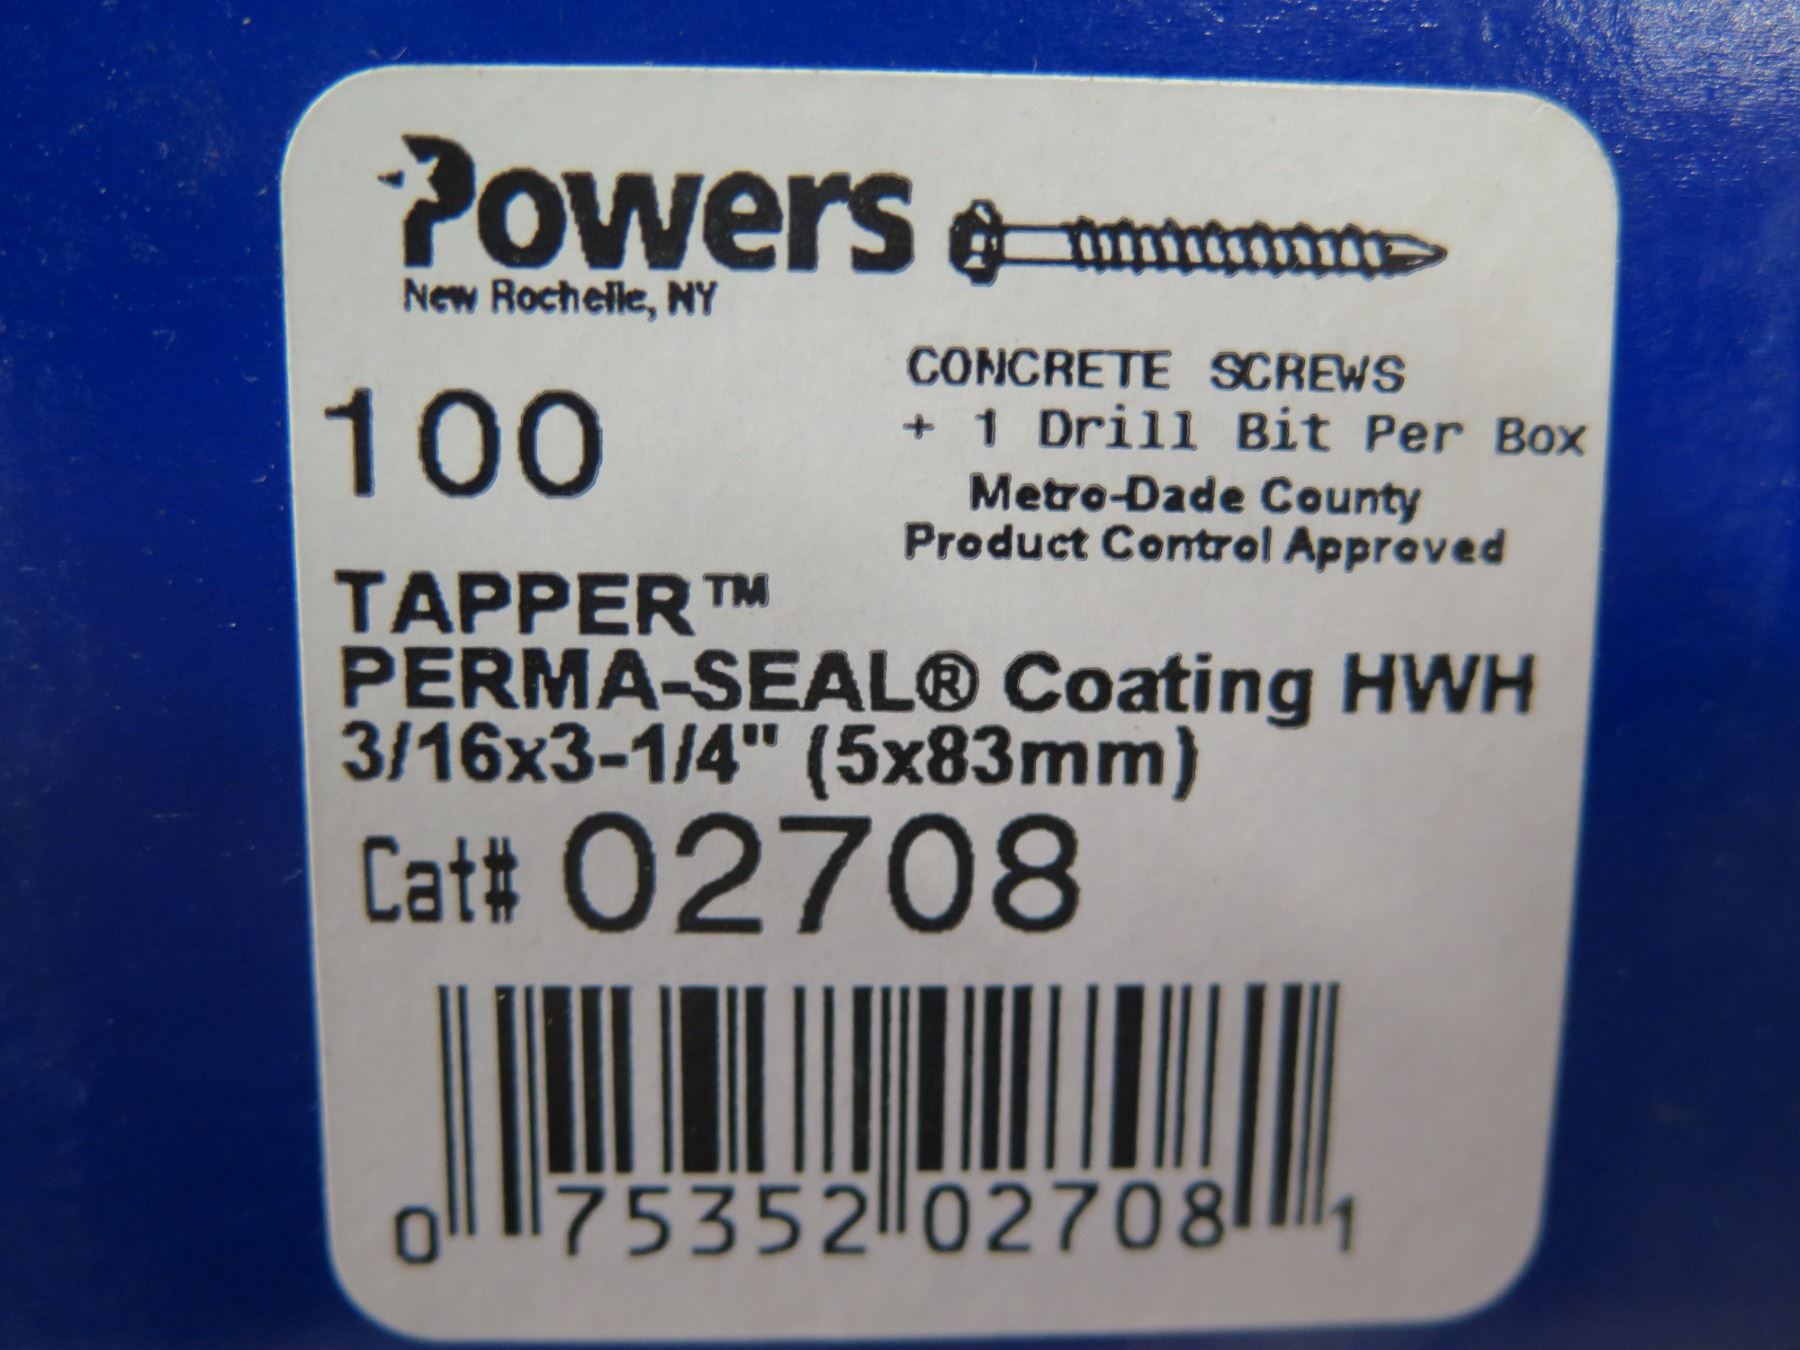 Powers
New Rochelle, NY
100
CONCRETE SCREWS
+ 1 Drill Bit Per Box
Metro-Dade County
Product Control Approved
TAPPER™
PERMA-SEAL® Coating HWH
3/16x3-1/4" (5x83mm)
Cat# 02708
0 75352 02708 1